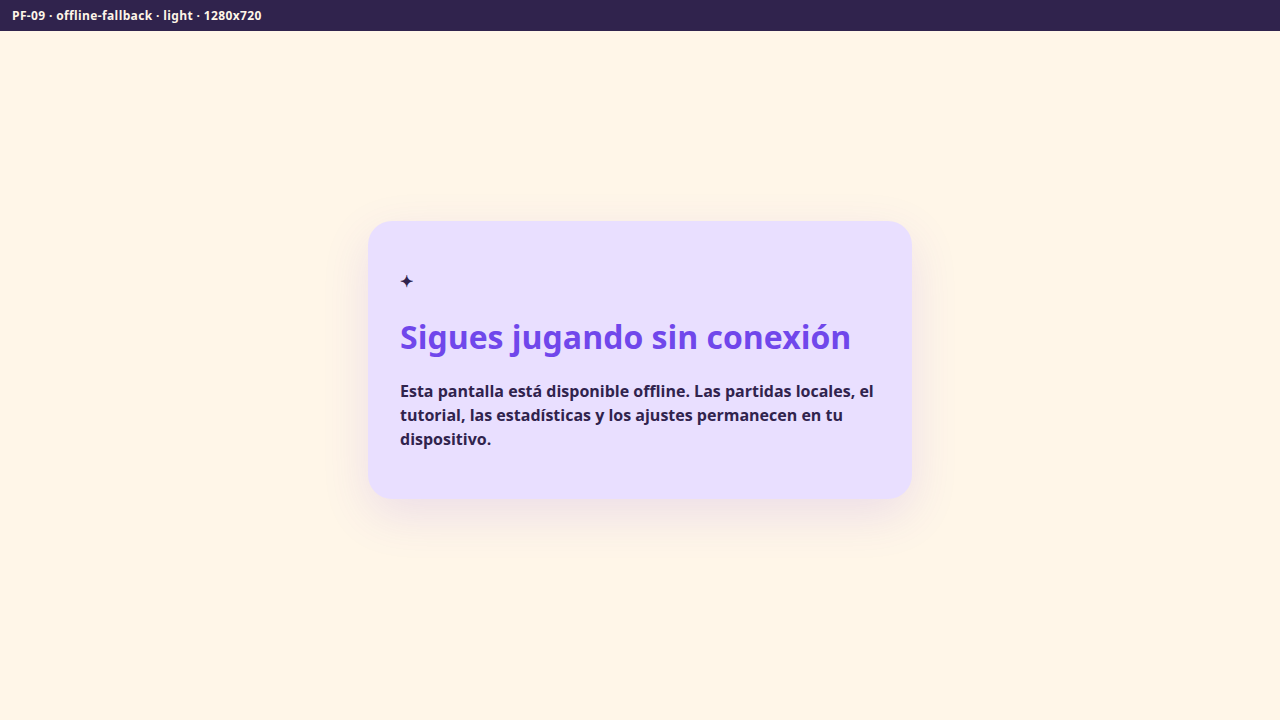 PF-09 · offline-fallback · light · 1280x720
✦
Sigues jugando sin conexión
Esta pantalla está disponible offline. Las partidas locales, el
tutorial, las estadísticas y los ajustes permanecen en tu
dispositivo.